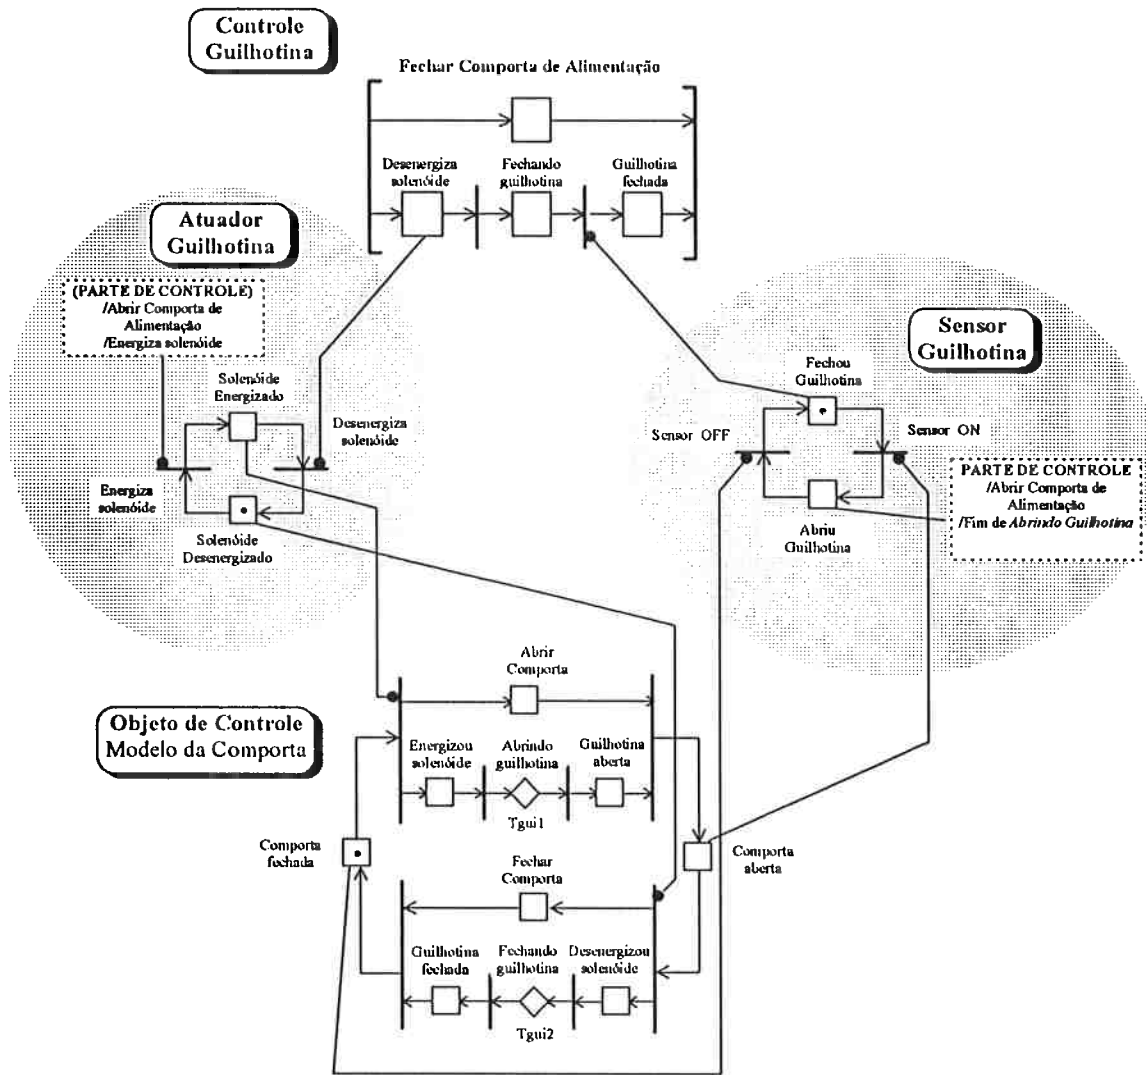 Controle
Guilhotina
Fechar Comporta de Alimentação
Desenergiza
solenóide
Fechando
guilhotina
Guilhotina
fechada
Atuador
Guilhotina
(PARTE DE CONTROLE)
/Abrir Comporta de
Alimentação
/Energiza solenóide
Solenóide
Energizado
Desenergiza
solenóide
Energiza
solenóide
Solenóide
Desenergizado
Sensor
Guilhotina
Fechou
Guilhotina
Sensor OFF
Sensor ON
PARTE DE CONTROLE
/Abrir Comporta de
Alimentação
/Fim de Abrindo Guilhotina
Abriu
Guilhotina
Objeto de Controle
Modelo da Comporta
Abrir
Comporta
Energizou
solenóide
Abrindo
guilhotina
Guilhotina
aberta
Tgui1
Comporta
fechada
Comporta
aberta
Fechar
Comporta
Guilhotina
fechada
Fechando
guilhotina
Desenergizou
solenóide
Tgui2